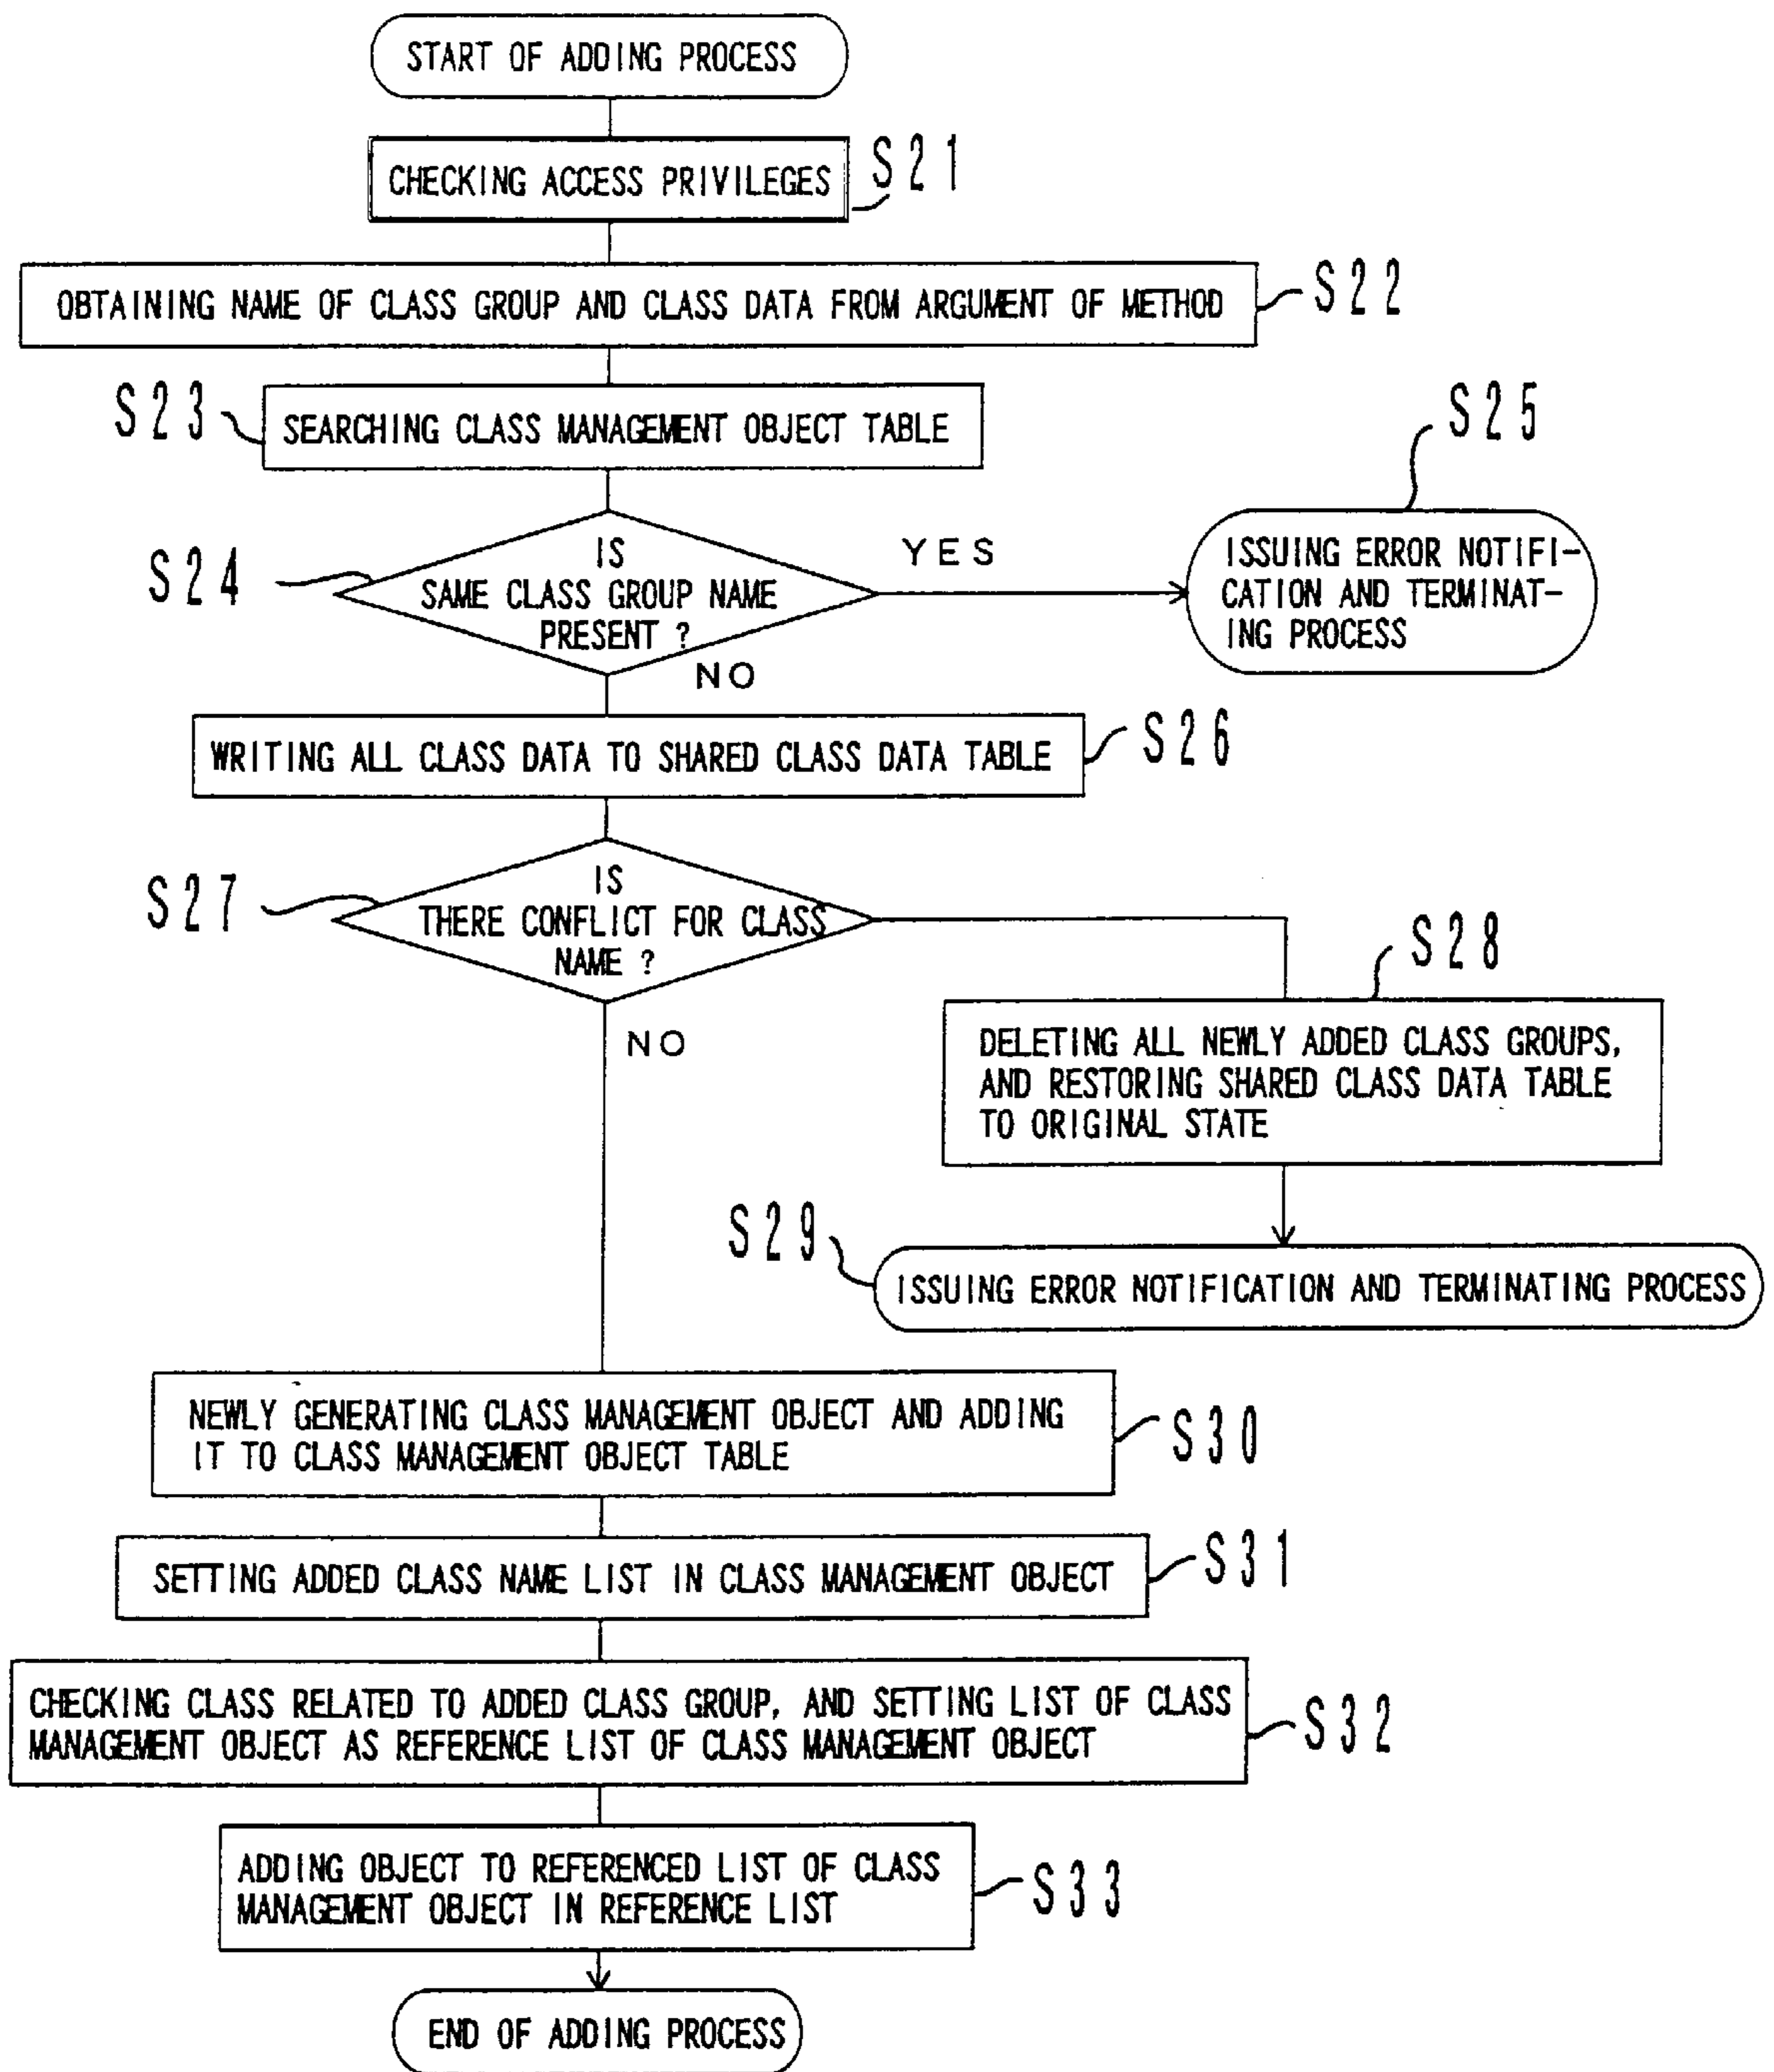 START OF ADDING PROCESS
CHECKING ACCESS PRIVILEGES
S21
OBTAINING NAME OF CLASS GROUP AND CLASS DATA FROM ARGUMENT OF METHOD
S22
S23
SEARCHING CLASS MANAGEMENT OBJECT TABLE
S25
S24
IS
SAME CLASS GROUP NAME
PRESENT ?
YES
ISSUING ERROR NOTIFI-
CATION AND TERMINAT-
ING PROCESS
NO
WRITING ALL CLASS DATA TO SHARED CLASS DATA TABLE
S26
S27
IS
THERE CONFLICT FOR CLASS
NAME ?
S28
NO
DELETING ALL NEWLY ADDED CLASS GROUPS,
AND RESTORING SHARED CLASS DATA TABLE
TO ORIGINAL STATE
S29
ISSUING ERROR NOTIFICATION AND TERMINATING PROCESS
NEWLY GENERATING CLASS MANAGEMENT OBJECT AND ADDING
IT TO CLASS MANAGEMENT OBJECT TABLE
S30
SETTING ADDED CLASS NAME LIST IN CLASS MANAGEMENT OBJECT
S31
CHECKING CLASS RELATED TO ADDED CLASS GROUP, AND SETTING LIST OF CLASS
MANAGEMENT OBJECT AS REFERENCE LIST OF CLASS MANAGEMENT OBJECT
S32
ADDING OBJECT TO REFERENCED LIST OF CLASS
MANAGEMENT OBJECT IN REFERENCE LIST
S33
END OF ADDING PROCESS